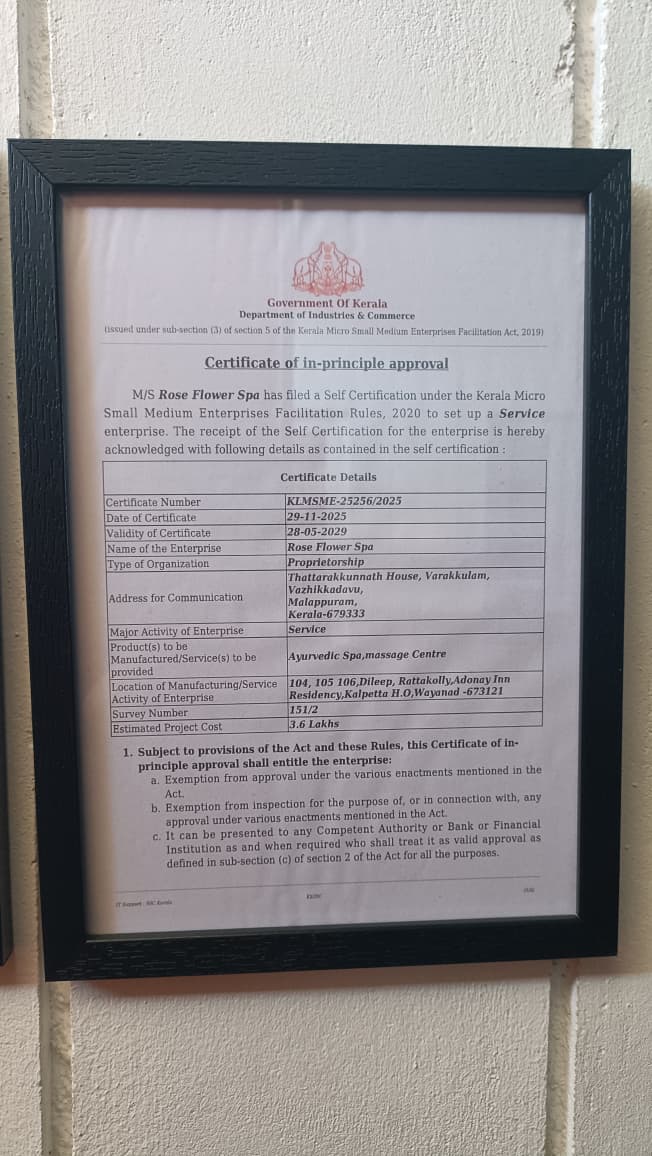 Government Of Kerala
Department of Industries & Commerce
(issued under sub-section (3) of section 5 of the Kerala Micro Small Medium Enterprises Facilitation Act, 2019)
Certificate of in-principle approval
M/S Rose Flower Spa has filed a Self Certification under the Kerala Micro
Small Medium Enterprises Facilitation Rules, 2020 to set up a Service
enterprise. The receipt of the Self Certification for the enterprise is hereby
acknowledged with following details as contained in the self certification :
Certificate Details
Certificate Number KLMSME-25256/2025
Date of Certificate 29-11-2025
Validity of Certificate 28-05-2029
Name of the Enterprise Rose Flower Spa
Type of Organization Proprietorship
Address for Communication Thattarakkunnath House, Varakkulam,
Vazhikkadavu,
Malappuram,
Kerala-679333
Major Activity of Enterprise Service
Product(s) to be
Manufactured/Service(s) to be
provided
Ayurvedic Spa,massage Centre
Location of Manufacturing/Service
Activity of Enterprise
104, 105 106,Dileep, Rattakolly,Adonay Inn
Residency,Kalpetta H.O,Wayanad -673121
Survey Number 151/2
Estimated Project Cost 3.6 Lakhs
1. Subject to provisions of the Act and these Rules, this Certificate of in-
principle approval shall entitle the enterprise:
a. Exemption from approval under the various enactments mentioned in the
Act.
b. Exemption from inspection for the purpose of, or in connection with, any
approval under various enactments mentioned in the Act.
c. It can be presented to any Competent Authority or Bank or Financial
Institution as and when required who shall treat it as valid approval as
defined in sub-section (c) of section 2 of the Act for all the purposes.
IT Support : NIC Kerala